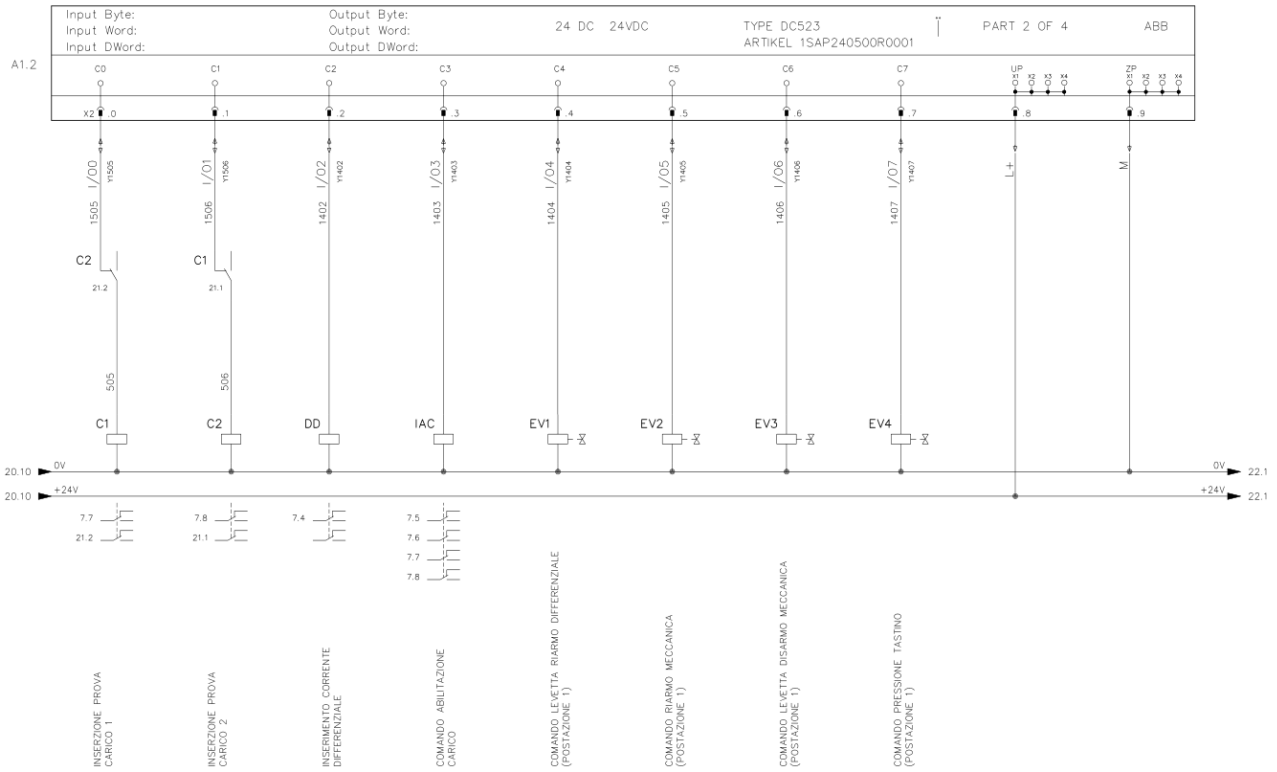 Input Byte: Output Byte:
Input Word: Output Word: 24 DC 24VDC TYPE DC523 PART 2 OF 4 ABB
Input DWord: Output DWord: ARTIKEL 1SAP240500R0001
A1.2
C0 C1 C2 C3 C4 C5 C6 C7 UP ZP
X1 X2 X3 X4 X1 X2 X3 X4
X2 .0 .1 .2 .3 .4 .5 .6 .7 .8 .9
I/00 I/01 I/02 I/03 I/04 I/05 I/06 I/07 L+ M
Y1505 Y1506 Y1402 Y1403 Y1404 Y1405 Y1406 Y1407
1505 1506 1402 1403 1404 1405 1406 1407
C2 C1
21.2 21.1
505 506
C1 C2 DD IAC EV1 EV2 EV3 EV4
20.10 0V 0V 22.1
20.10 +24V +24V 22.1
7.7 7.8 7.4 7.5
21.2 21.1 7.6
7.7
7.8
INSERZIONE PROVA
CARICO 1
INSERZIONE PROVA
CARICO 2
INSERIMENTO CORRENTE
DIFFERENZIALE
COMANDO ABILITAZIONE
CARICO
COMANDO LEVETTA RIARMO DIFFERENZIALE
(POSTAZIONE 1)
COMANDO RIARMO MECCANICA
(POSTAZIONE 1)
COMANDO LEVETTA DISARMO MECCANICA
(POSTAZIONE 1)
COMANDO PRESSIONE TASTINO
(POSTAZIONE 1)